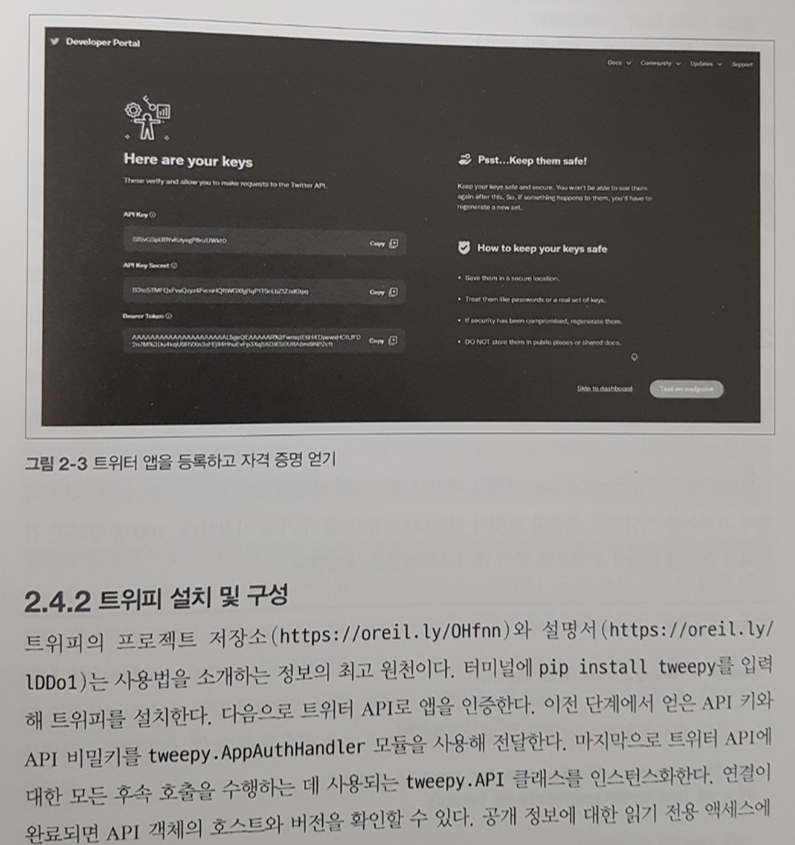 Developer Portal
Docs Community Updates Support
Here are your keys
These verify and allow you to make requests to the Twitter API.
API Key
Copy
API Key Secret
Copy
Bearer Token
Copy
Psst...Keep them safe!
Keep your keys safe and secure. You won't be able to see them
again after this. So, if something happens to them, you'll have to
regenerate a new set.
How to keep your keys safe
• Save them in a secure location.
• Treat them like passwords or a real set of keys.
• If security has been compromised, regenerate them.
• DO NOT store them in public places or shared docs.
Skip to dashboard Test an endpoint
그림 2-3 트위터 앱을 등록하고 자격 증명 얻기
2.4.2 트위피 설치 및 구성
트위피의 프로젝트 저장소(https://oreil.ly/OHfnn)와 설명서(https://oreil.ly/
lDDo1)는 사용법을 소개하는 정보의 최고 원천이다. 터미널에 pip install tweepy를 입력
해 트위피를 설치한다. 다음으로 트위터 API로 앱을 인증한다. 이전 단계에서 얻은 API 키와
API 비밀키를 tweepy.AppAuthHandler 모듈을 사용해 전달한다. 마지막으로 트위터 API에
대한 모든 후속 호출을 수행하는 데 사용되는 tweepy.API 클래스를 인스턴스화한다. 연결이
완료되면 API 객체의 호스트와 버전을 확인할 수 있다. 공개 정보에 대한 읽기 전용 액세스에